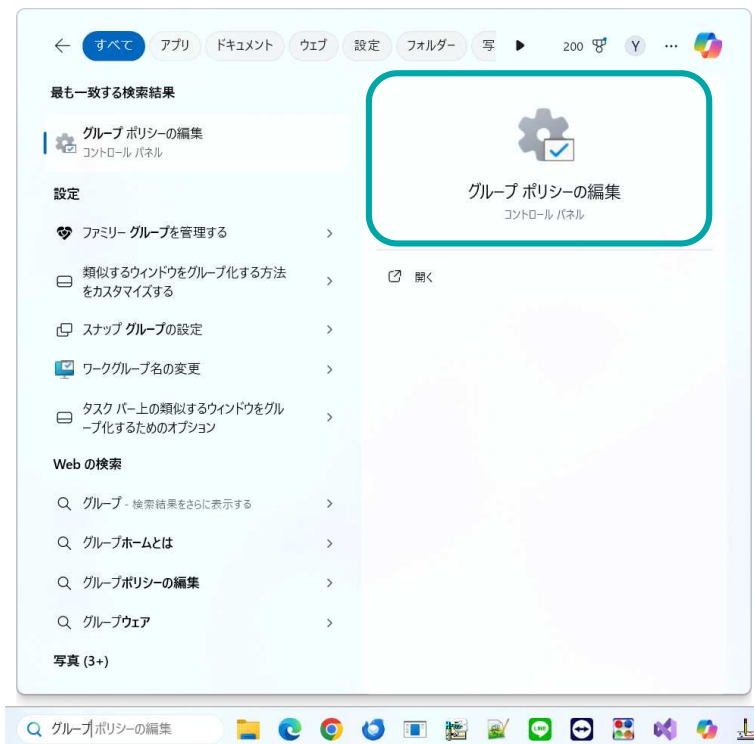 すべて アプリ ドキュメント ウェブ 設定 フォルダー 写 200 Y ...
最も一致する検索結果
グループ ポリシーの編集
コントロール パネル
設定
ファミリー グループを管理する
類似するウィンドウをグループ化する方法
をカスタマイズする
スナップ グループの設定
ワークグループ名の変更
タスク バー上の類似するウィンドウをグル
ープ化するためのオプション
Web の検索
グループ - 検索結果をさらに表示する
グループホームとは
グループポリシーの編集
グループウェア
写真 (3+)
グループ ポリシーの編集
コントロール パネル
開く
グループポリシーの編集
LINE